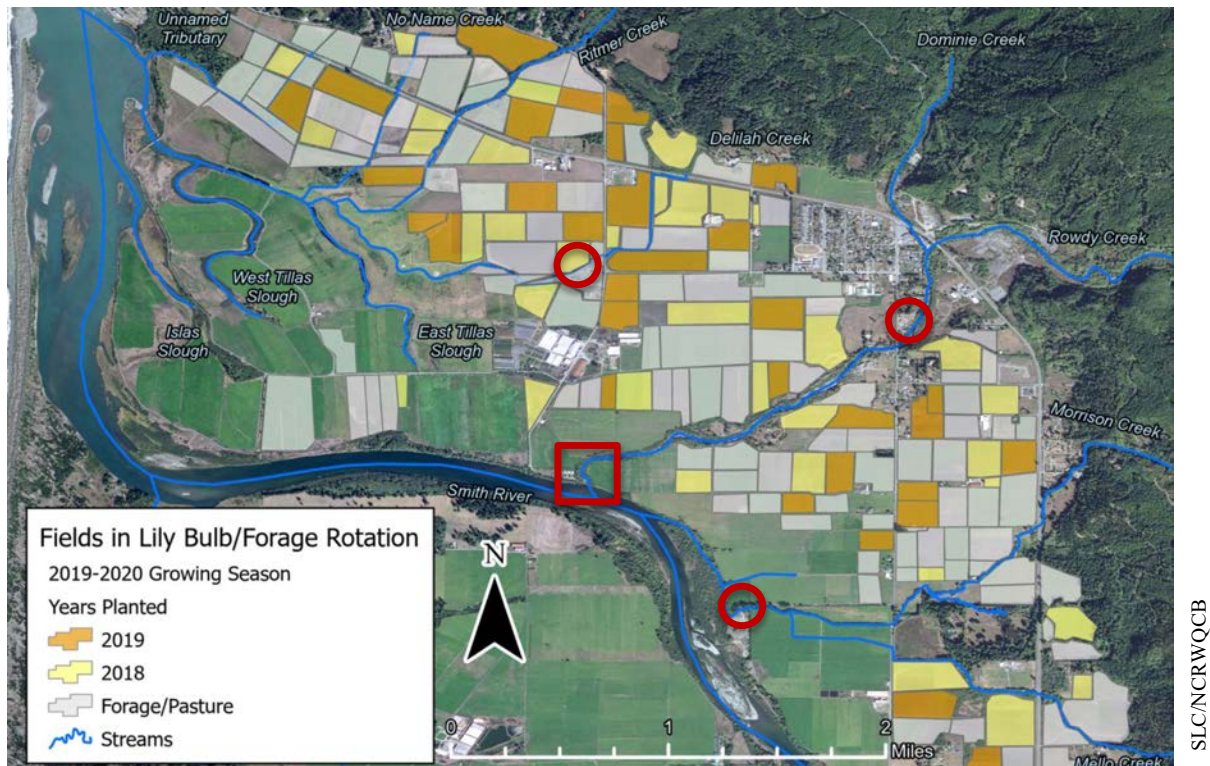 Unnamed
Tributary
No Name Creek
Ritmer Creek
Dominie Creek
Delilah Creek
Rowdy Creek
West Tillas
Slough
Islas
Slough
East Tillas
Slough
Morrison Creek
Smith River
Fields in Lily Bulb/Forage Rotation
2019-2020 Growing Season
Years Planted
2019
2018
Forage/Pasture
Streams
N
0 1 2
Miles
Mello Creek
SLC/NCRWQCB